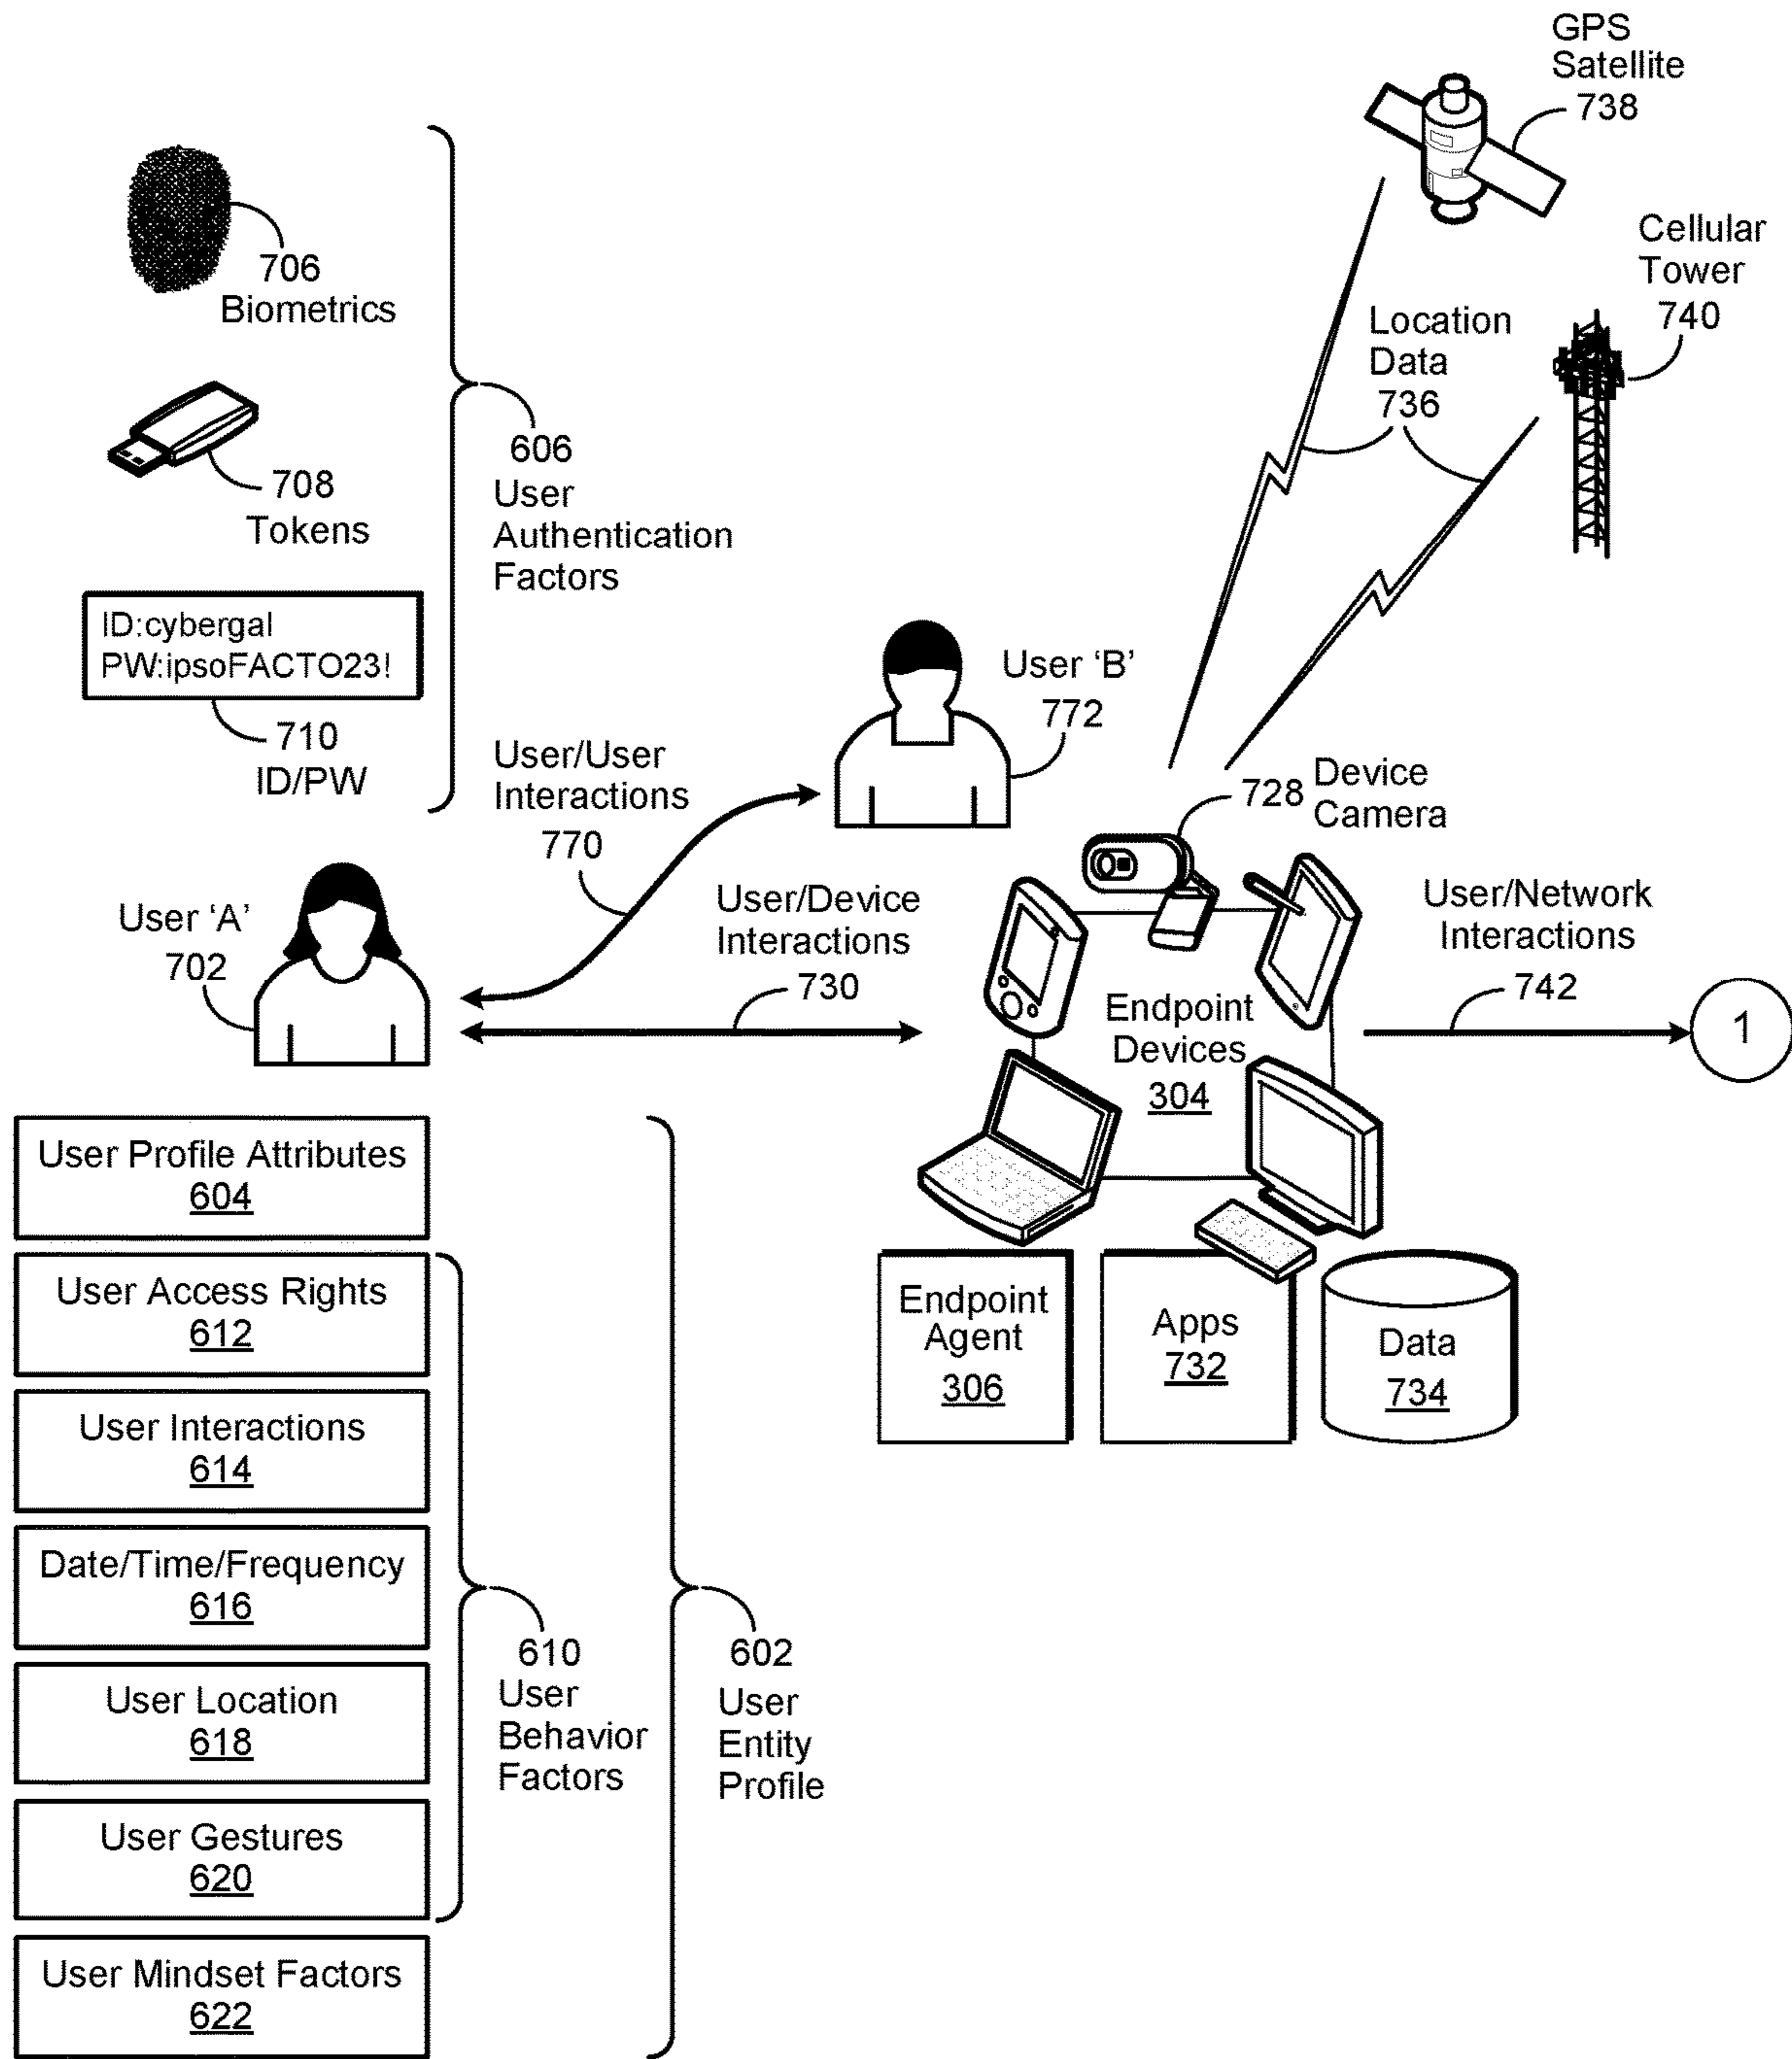 GPS
Satellite
738
Cellular
Tower
740
Location
Data
736
706
Biometrics
708
Tokens
ID:cybergal
PW:ipsoFACTO23!
710
ID/PW
606
User
Authentication
Factors
User ‘B’
772
User/User
Interactions
770
728
Device
Camera
User ‘A’
702
User/Device
Interactions
730
Endpoint
Devices
304
User/Network
Interactions
742
1
User Profile Attributes
604
User Access Rights
612
User Interactions
614
Date/Time/Frequency
616
User Location
618
User Gestures
620
User Mindset Factors
622
610
User
Behavior
Factors
602
User
Entity
Profile
Endpoint
Agent
306
Apps
732
Data
734